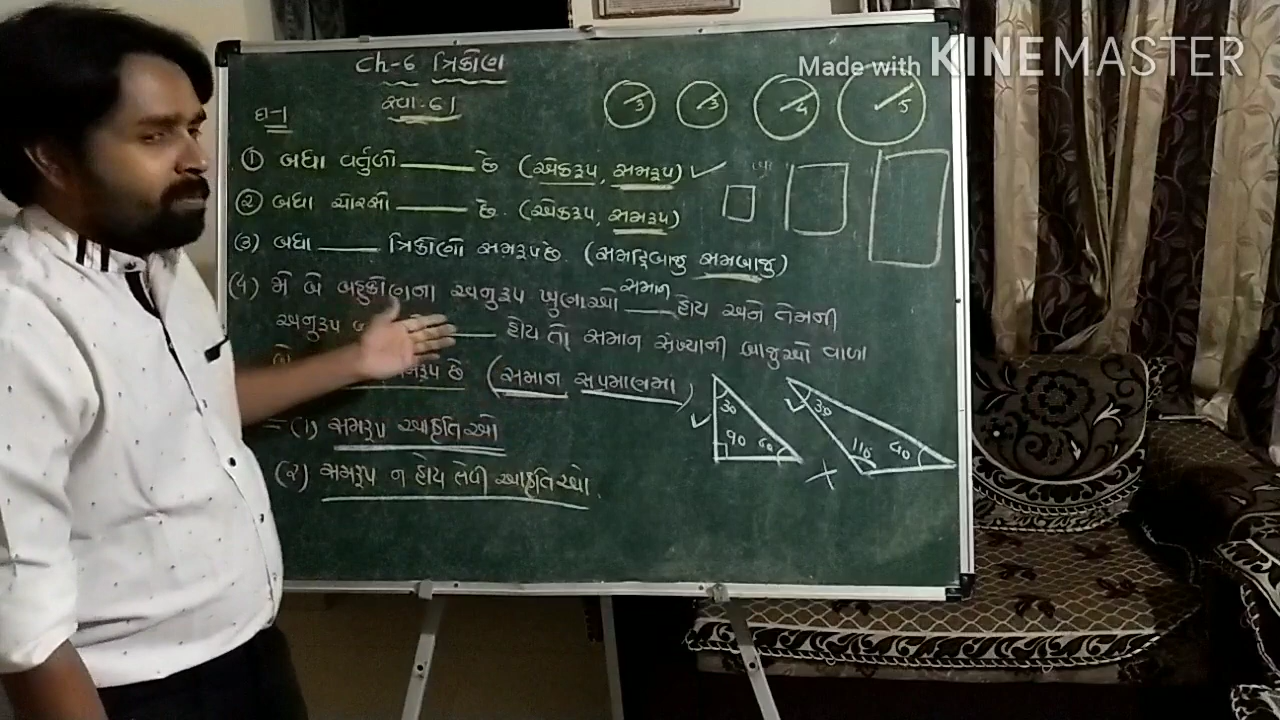 Made with KINEMASTER
Ch-6 ત્રિકોણ
સ્વા. 6.1
દા-1
① બધા વર્તુળો ______ છે (એકરૂપ, સમરૂપ) ✓
② બધા ચોરસો ______ છે. (એકરૂપ, સમરૂપ)
(3) બધા ______ ત્રિકોણો સમરૂપ છે. (સમદ્વિબાજુ સમબાજુ)
સમાન
(4) જે બે બહુકોણના અનુરૂપ ખૂણાઓ ______ હોય અને તેમની
અનુરૂપ ______ હોય તો સમાન સંખ્યાની બાજુઓ વાળા
છે (સમાન સપ્રમાણમાં)
(1) સમરૂપ આકૃતિઓ
(2) સમરૂપ ન હોય તેવી આકૃતિઓ.
3 3 4 5
30 90 60
30 110 40